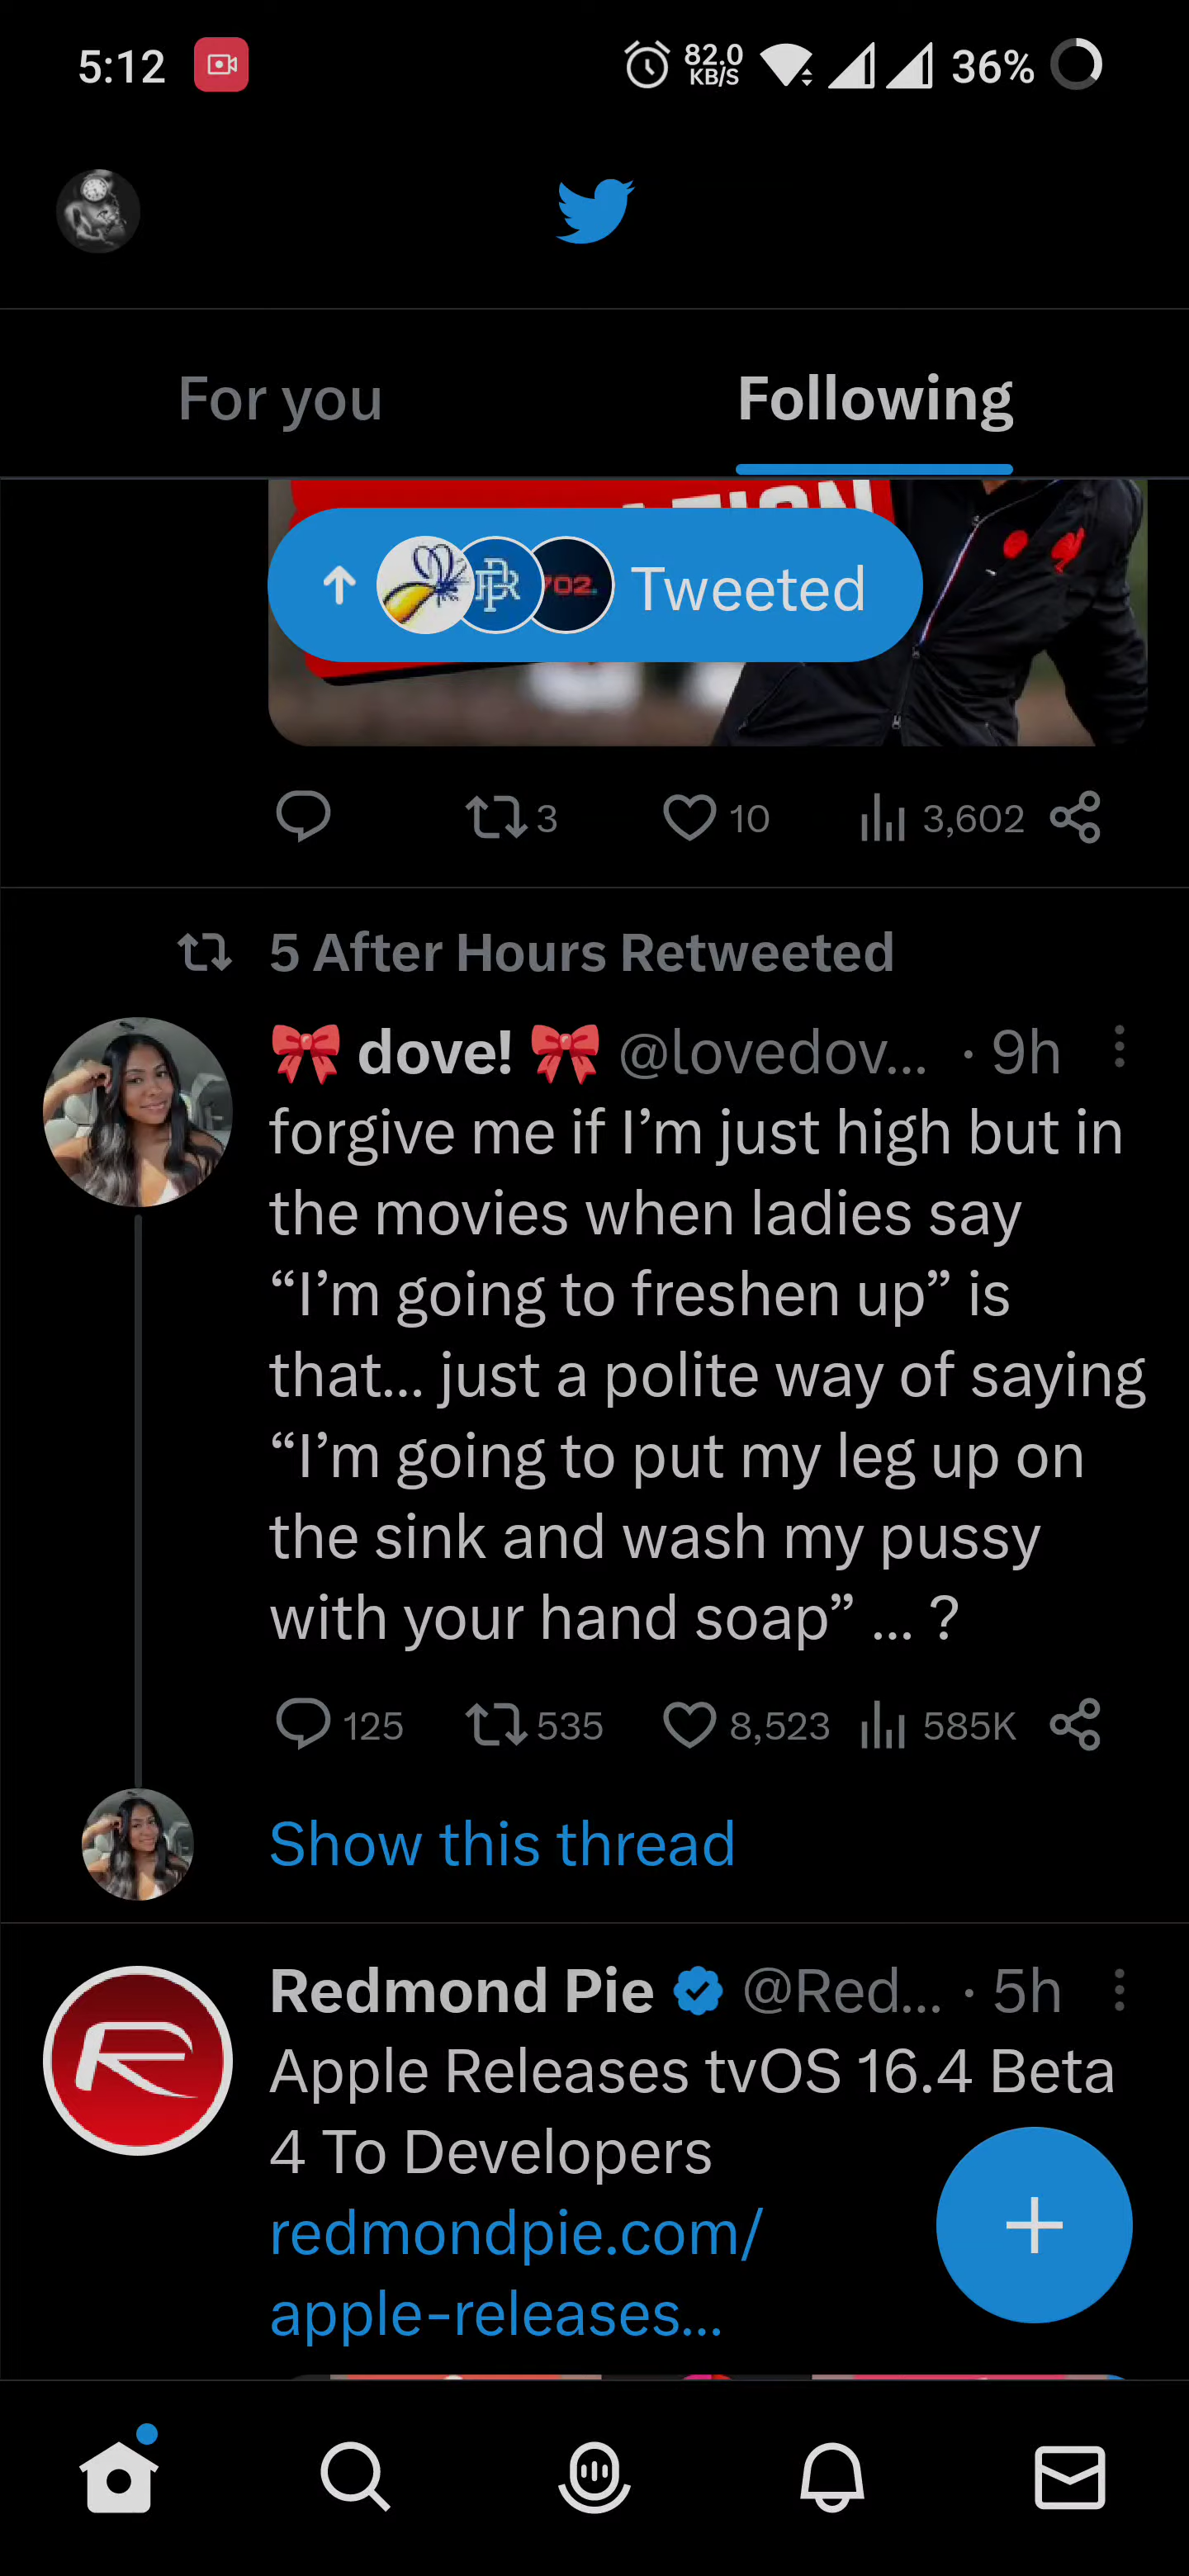 5:12
82.0
KB/S
36%
For you
Following
702.
Tweeted
3
10
3,602
5 After Hours Retweeted
🎀 dove! 🎀 @lovedov... · 9h
forgive me if I’m just high but in
the movies when ladies say
“I’m going to freshen up” is
that... just a polite way of saying
“I’m going to put my leg up on
the sink and wash my pussy
with your hand soap” ... ?
125
535
8,523
585K
Show this thread
Redmond Pie @Red... · 5h
Apple Releases tvOS 16.4 Beta
4 To Developers
redmondpie.com/
apple-releases...